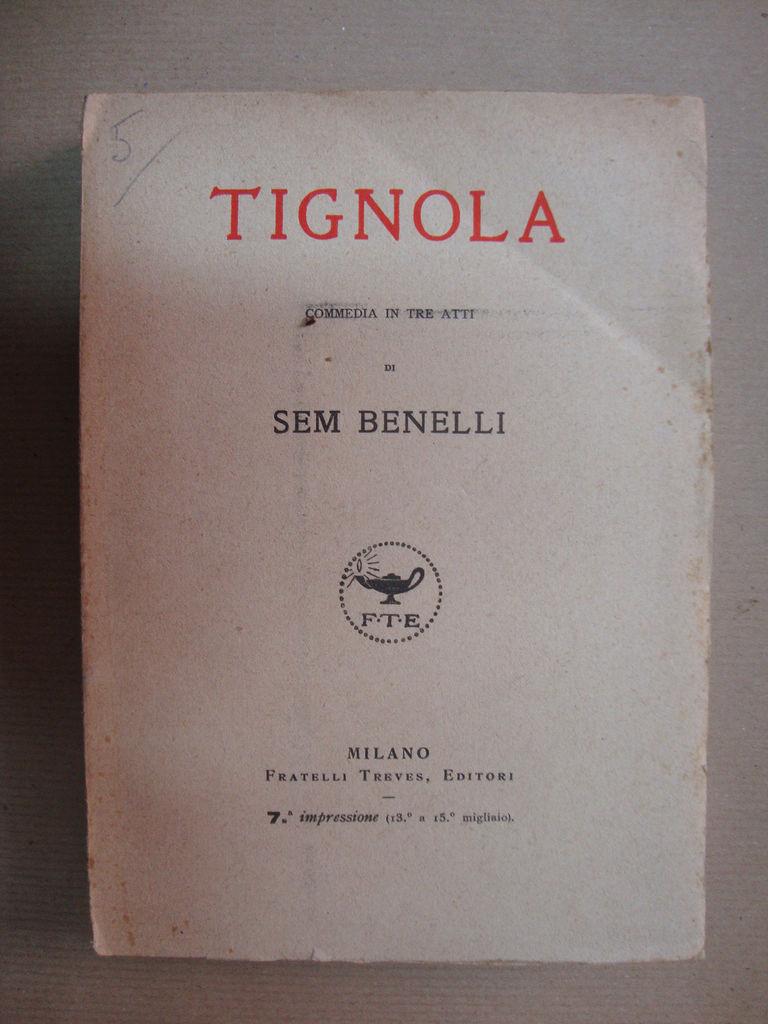 5/
TIGNOLA
COMMEDIA IN TRE ATTI
DI
SEM BENELLI
F·T·E
MILANO
FRATELLI TREVES, EDITORI
7.ª impressione (13.º a 15.º migliaio).